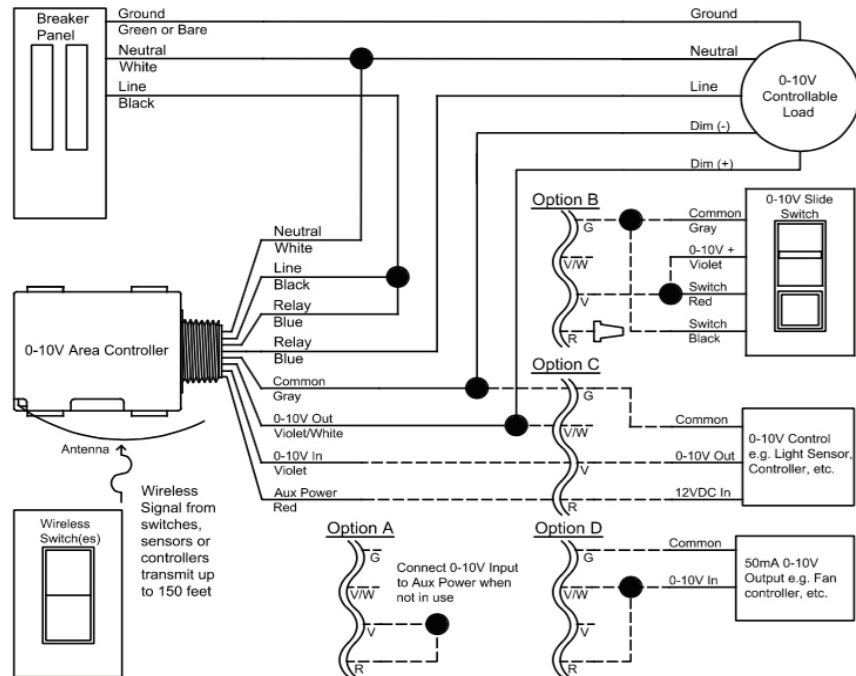 Breaker
Panel
Ground
Green or Bare
Neutral
White
Line
Black
Ground
Neutral
Line
Dim (-)
Dim (+)
0-10V
Controllable
Load
Neutral
White
Line
Black
Relay
Blue
Relay
Blue
Common
Gray
0-10V Out
Violet/White
0-10V In
Violet
Aux Power
Red
0-10V Area Controller
Antenna
Wireless
Signal from
switches,
sensors or
controllers
transmit up
to 150 feet
Wireless
Switch(es)
Option B
G
V/W
V
R
Common
Gray
0-10V +
Violet
Switch
Red
Switch
Black
0-10V Slide
Switch
Option C
G
V/W
V
R
Common
0-10V Out
12VDC In
0-10V Control
e.g. Light Sensor,
Controller, etc.
Option A
G
V/W
V
R
Connect 0-10V Input
to Aux Power when
not in use
Option D
G
V/W
V
R
Common
0-10V In
50mA 0-10V
Output e.g. Fan
controller, etc.